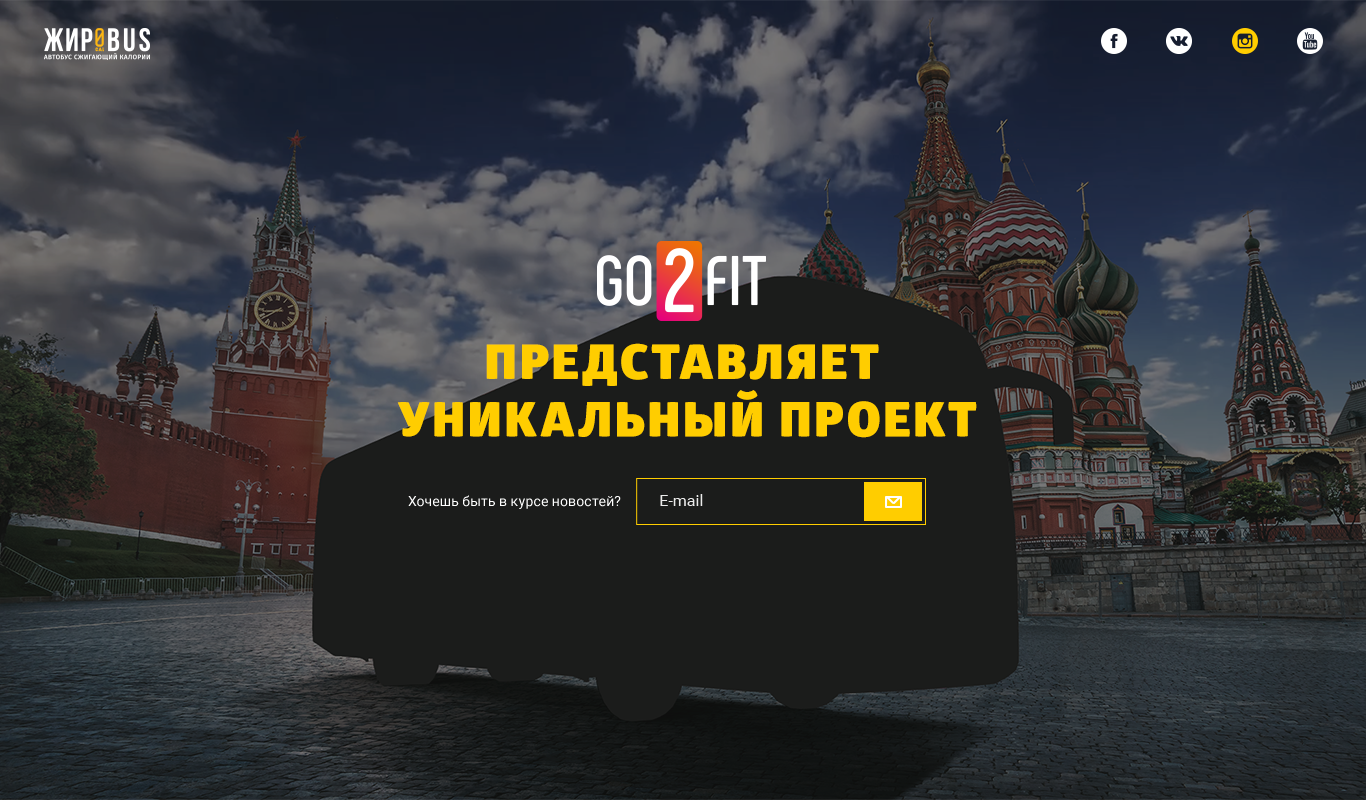 ЖИРОBUS
АВТОБУС СЖИГАЮЩИЙ КАЛОРИИ
f
You
Tube
GO2FIT
ПРЕДСТАВЛЯЕТ
УНИКАЛЬНЫЙ ПРОЕКТ
Хочешь быть в курсе новостей?
E-mail